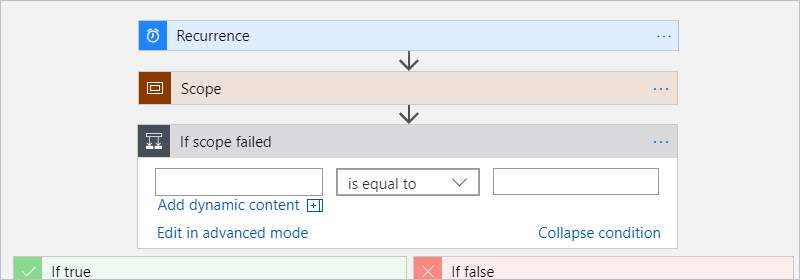 Recurrence ...
Scope ...
If scope failed ...
is equal to
Add dynamic content
Edit in advanced mode Collapse condition
If true If false